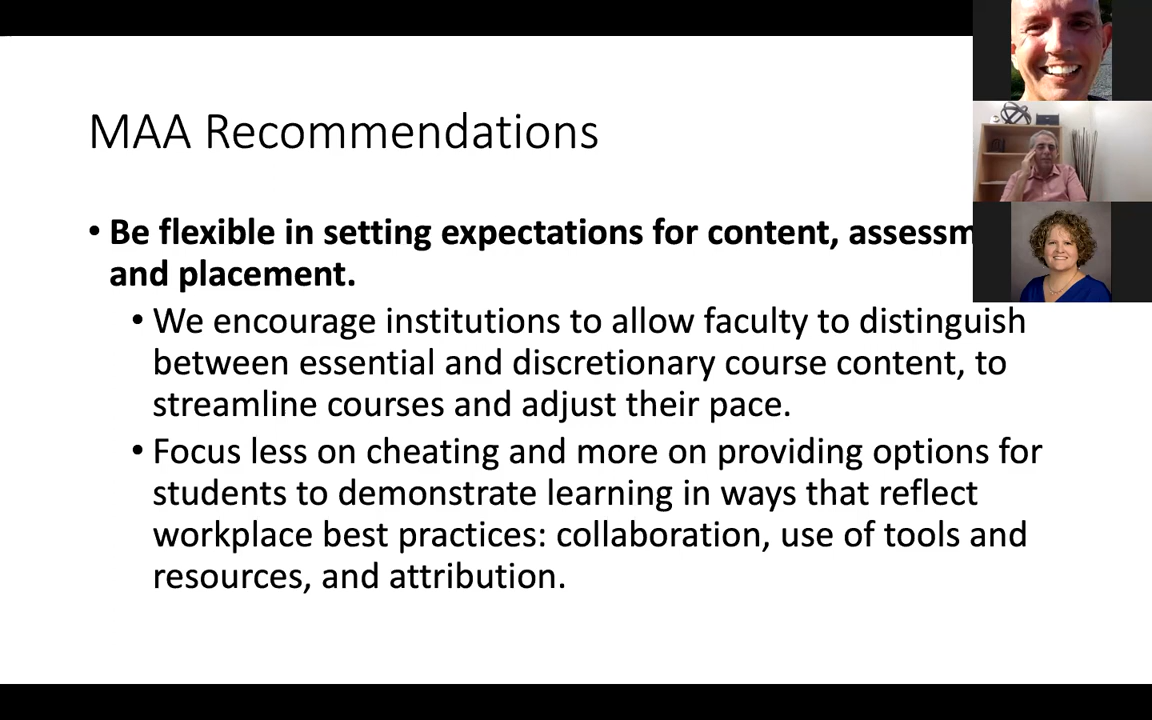 MAA Recommendations
• Be flexible in setting expectations for content,
and placement.
• We encourage institutions to allow faculty to distinguish
between essential and discretionary course content, to
streamline courses and adjust their pace.
• Focus less on cheating and more on providing options for
students to demonstrate learning in ways that reflect
workplace best practices: collaboration, use of tools and
resources, and attribution.